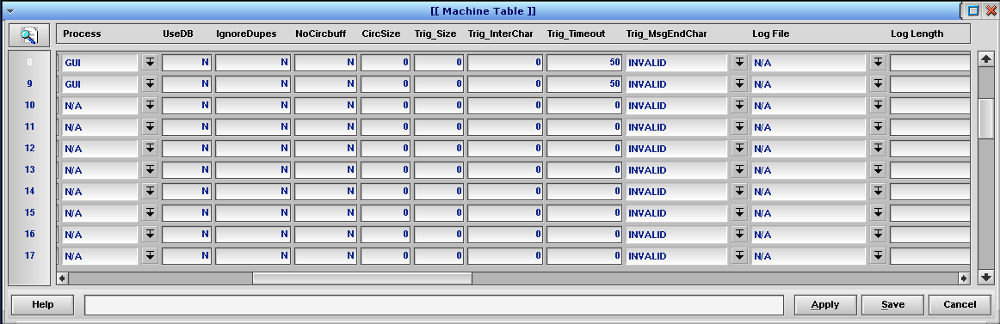 [[ Machine Table ]]
Process UseDB IgnoreDupes NoCircbuff CircSize Trig_Size Trig_InterChar Trig_Timeout Trig_MsgEndChar Log File Log Length
8 GUI N N N 0 0 0 50 INVALID N/A
9 GUI N N N 0 0 0 50 INVALID N/A
10 N/A N N N 0 0 0 0 INVALID N/A
11 N/A N N N 0 0 0 0 INVALID N/A
12 N/A N N N 0 0 0 0 INVALID N/A
13 N/A N N N 0 0 0 0 INVALID N/A
14 N/A N N N 0 0 0 0 INVALID N/A
15 N/A N N N 0 0 0 0 INVALID N/A
16 N/A N N N 0 0 0 0 INVALID N/A
17 N/A N N N 0 0 0 0 INVALID N/A
Help Apply Save Cancel